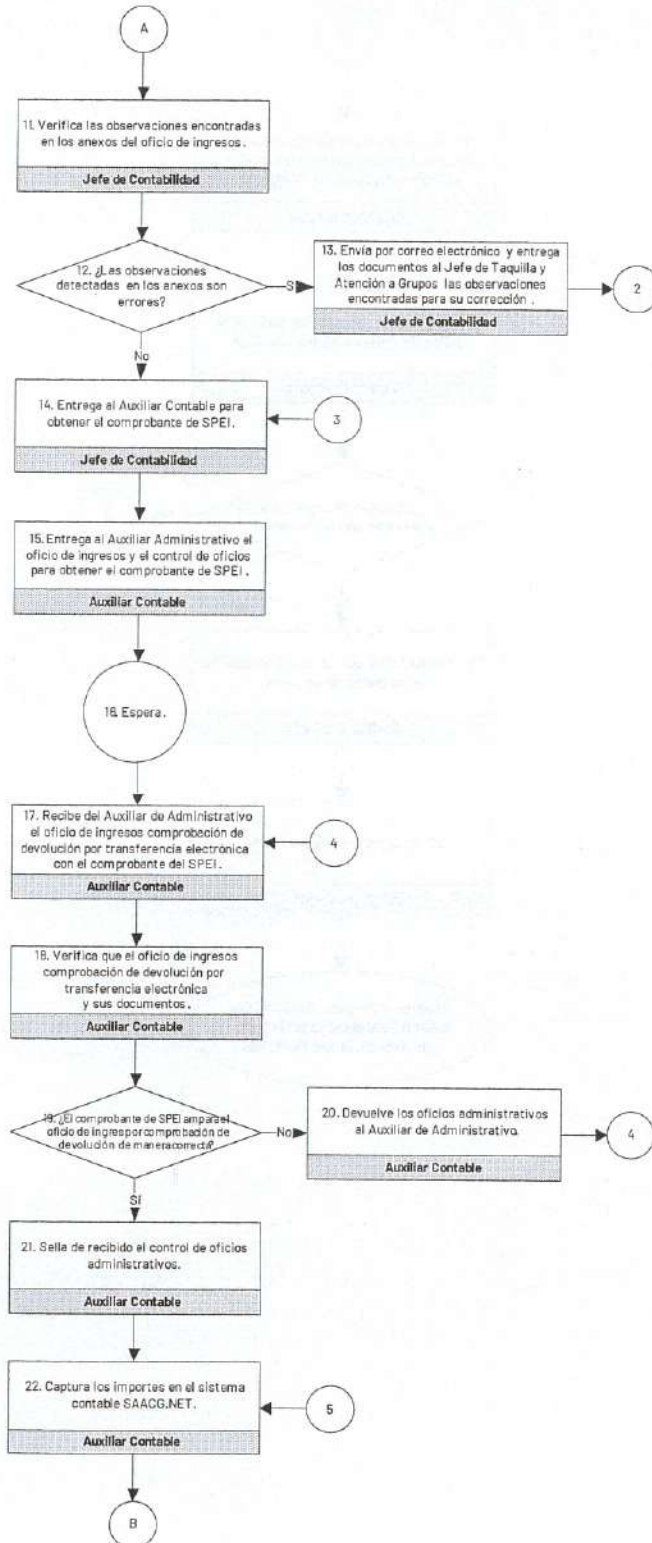 A
11. Verifica las observaciones encontradas
en los anexos del oficio de ingresos.
Jefe de Contabilidad
12. ¿Las observaciones
detectadas en los anexos son
errores?
Sí
13. Envía por correo electrónico y entrega
los documentos al Jefe de Taquilla y
Atención a Grupos las observaciones
encontradas para su corrección.
Jefe de Contabilidad
2
No
14. Entrega al Auxiliar Contable para
obtener el comprobante de SPEI.
Jefe de Contabilidad
3
15. Entrega al Auxiliar Administrativo el
oficio de ingresos y el control de oficios
para obtener el comprobante de SPEI.
Auxiliar Contable
16. Espera.
17. Recibe del Auxiliar de Administrativo
el oficio de ingresos comprobación de
devolución por transferencia electrónica
con el comprobante del SPEI.
Auxiliar Contable
4
18. Verifica que el oficio de ingresos
comprobación de devolución por
transferencia electrónica
y sus documentos.
Auxiliar Contable
19. ¿El comprobante de SPEI ampara el
oficio de ingres por comprobación de
devolución de manera correcta?
No
20. Devuelve los oficios administrativos
al Auxiliar de Administrativo.
Auxiliar Contable
4
Sí
21. Sella de recibido el control de oficios
administrativos.
Auxiliar Contable
22. Captura los importes en el sistema
contable SAACG.NET.
Auxiliar Contable
5
B